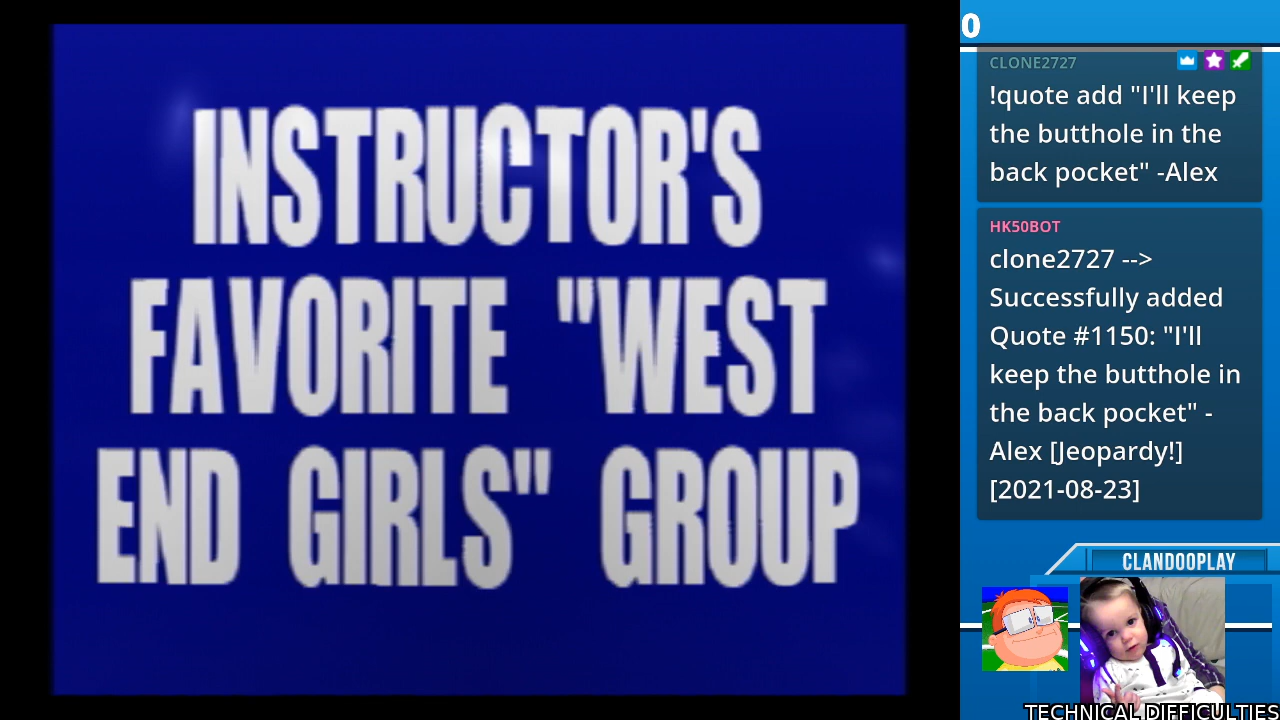 INSTRUCTOR'S
FAVORITE "WEST
END GIRLS" GROUP
0
CLONE2727
!quote add "I'll keep
the butthole in the
back pocket" -Alex
HK50BOT
clone2727 -->
Successfully added
Quote #1150: "I'll
keep the butthole in
the back pocket" -
Alex [Jeopardy!]
[2021-08-23]
CLANDOOPLAY
TECHNICAL DIFFICULTIES